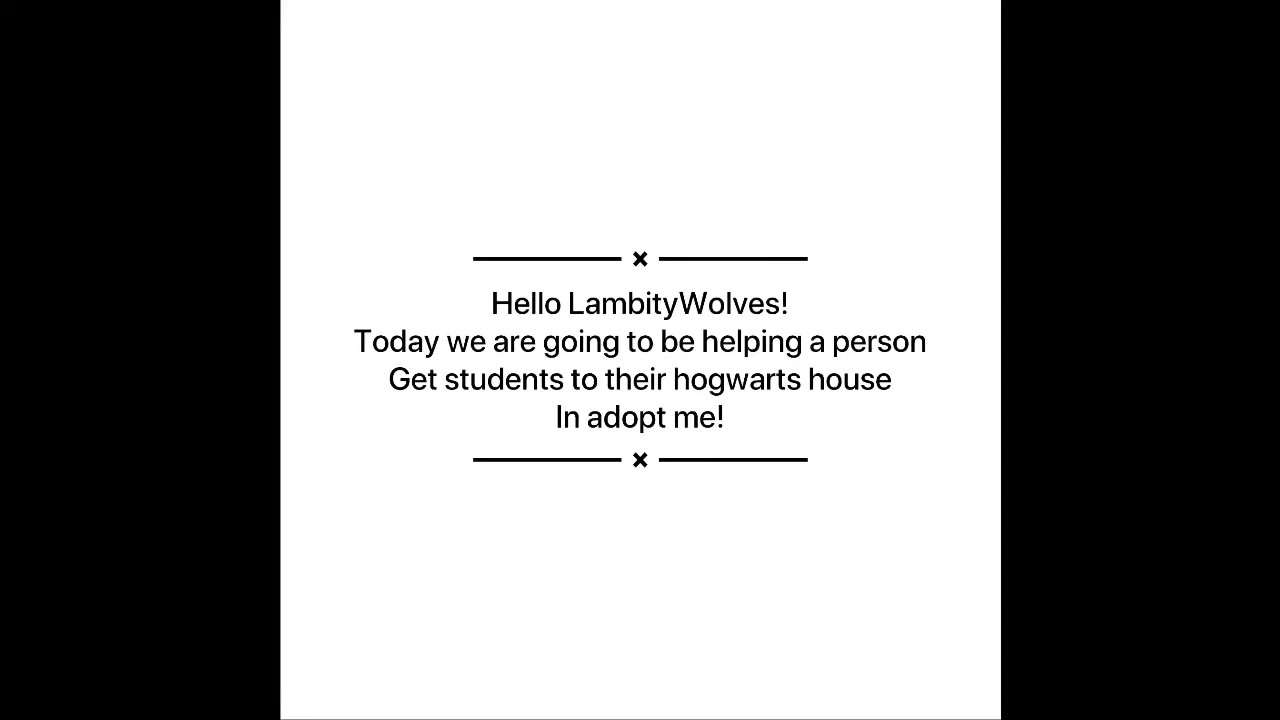 Hello LambityWolves!
Today we are going to be helping a person
Get students to their hogwarts house
In adopt me!